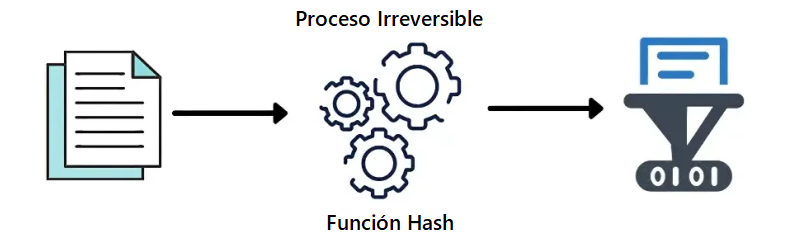 Proceso Irreversible
0101
Función Hash